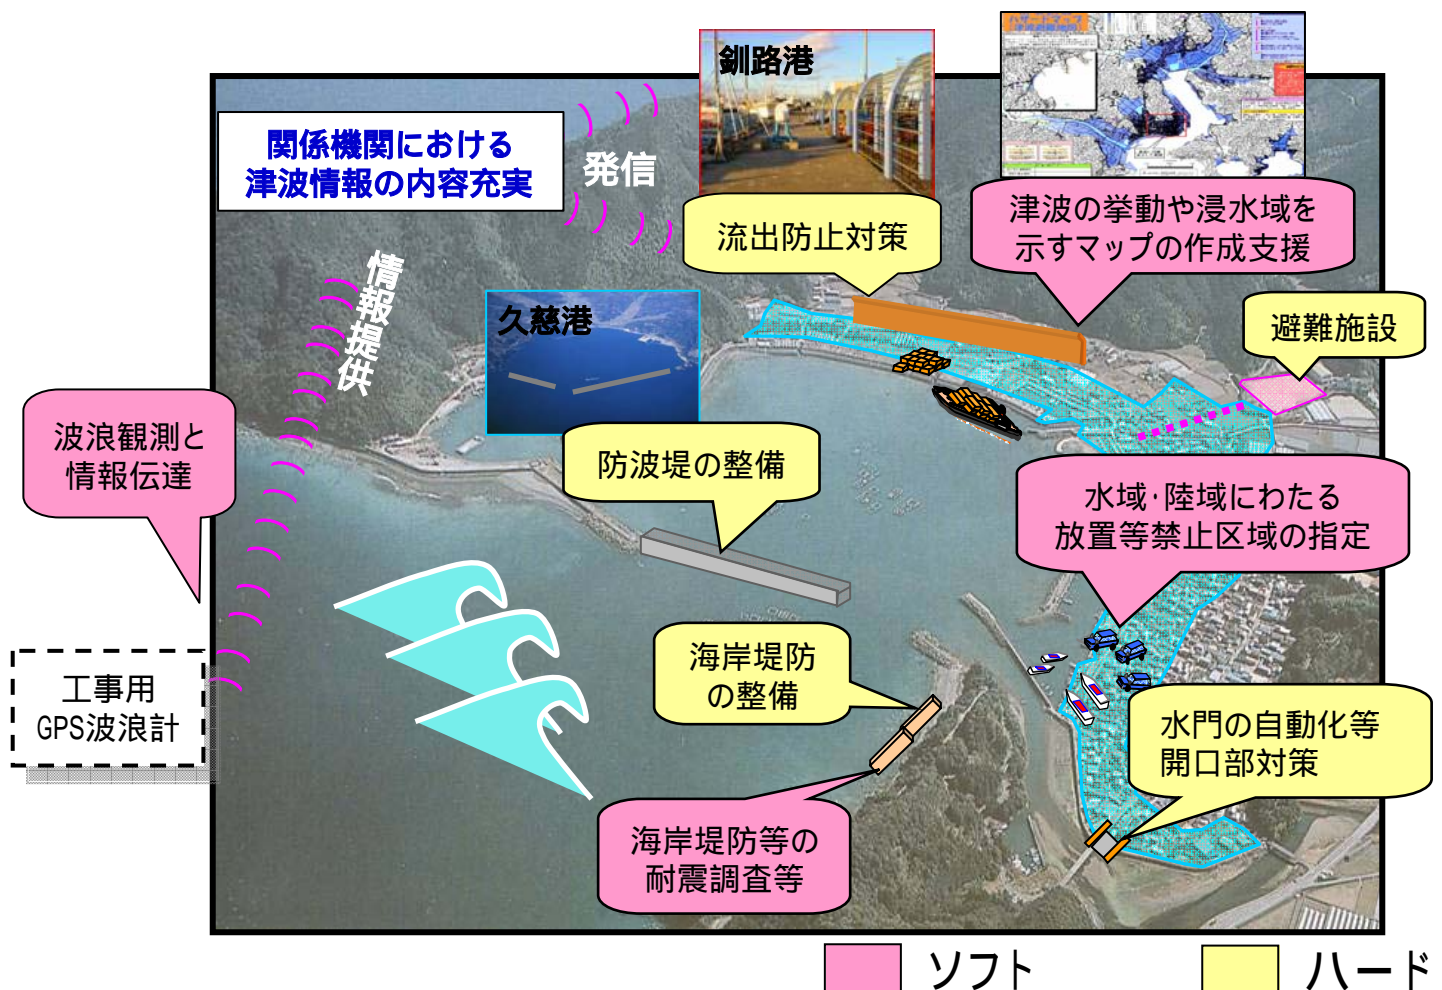 釧路港
ハザードマップ
関係機関における
津波情報の内容充実
発信
流出防止対策
津波の挙動や浸水域を
示すマップの作成支援
情報提供
久慈港
避難施設
波浪観測と
情報伝達
防波堤の整備
水域・陸域にわたる
放置等禁止区域の指定
海岸堤防
の整備
工事用
GPS波浪計
水門の自動化等
開口部対策
海岸堤防等の
耐震調査等
ソフト
ハード